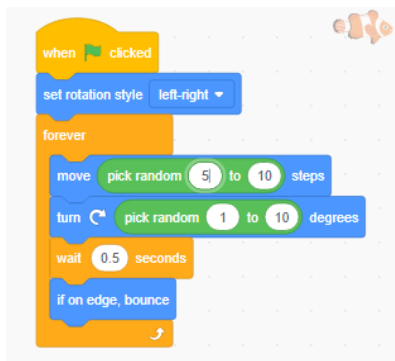 when clicked
set rotation style left-right
forever
move pick random 5 to 10 steps
turn pick random 1 to 10 degrees
wait 0.5 seconds
if on edge, bounce